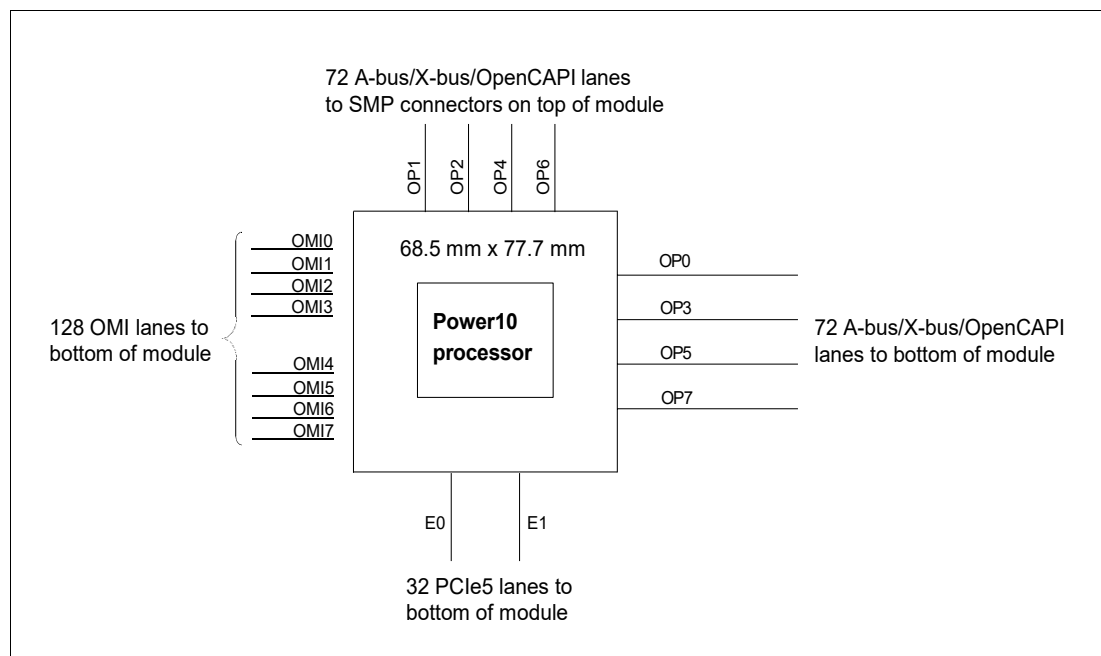 72 A-bus/X-bus/OpenCAPI lanes
to SMP connectors on top of module
OP1
OP2
OP4
OP6
68.5 mm x 77.7 mm
Power10
processor
OMI0
OMI1
OMI2
OMI3
OMI4
OMI5
OMI6
OMI7
128 OMI lanes to
bottom of module
OP0
OP3
OP5
OP7
72 A-bus/X-bus/OpenCAPI
lanes to bottom of module
E0
E1
32 PCIe5 lanes to
bottom of module